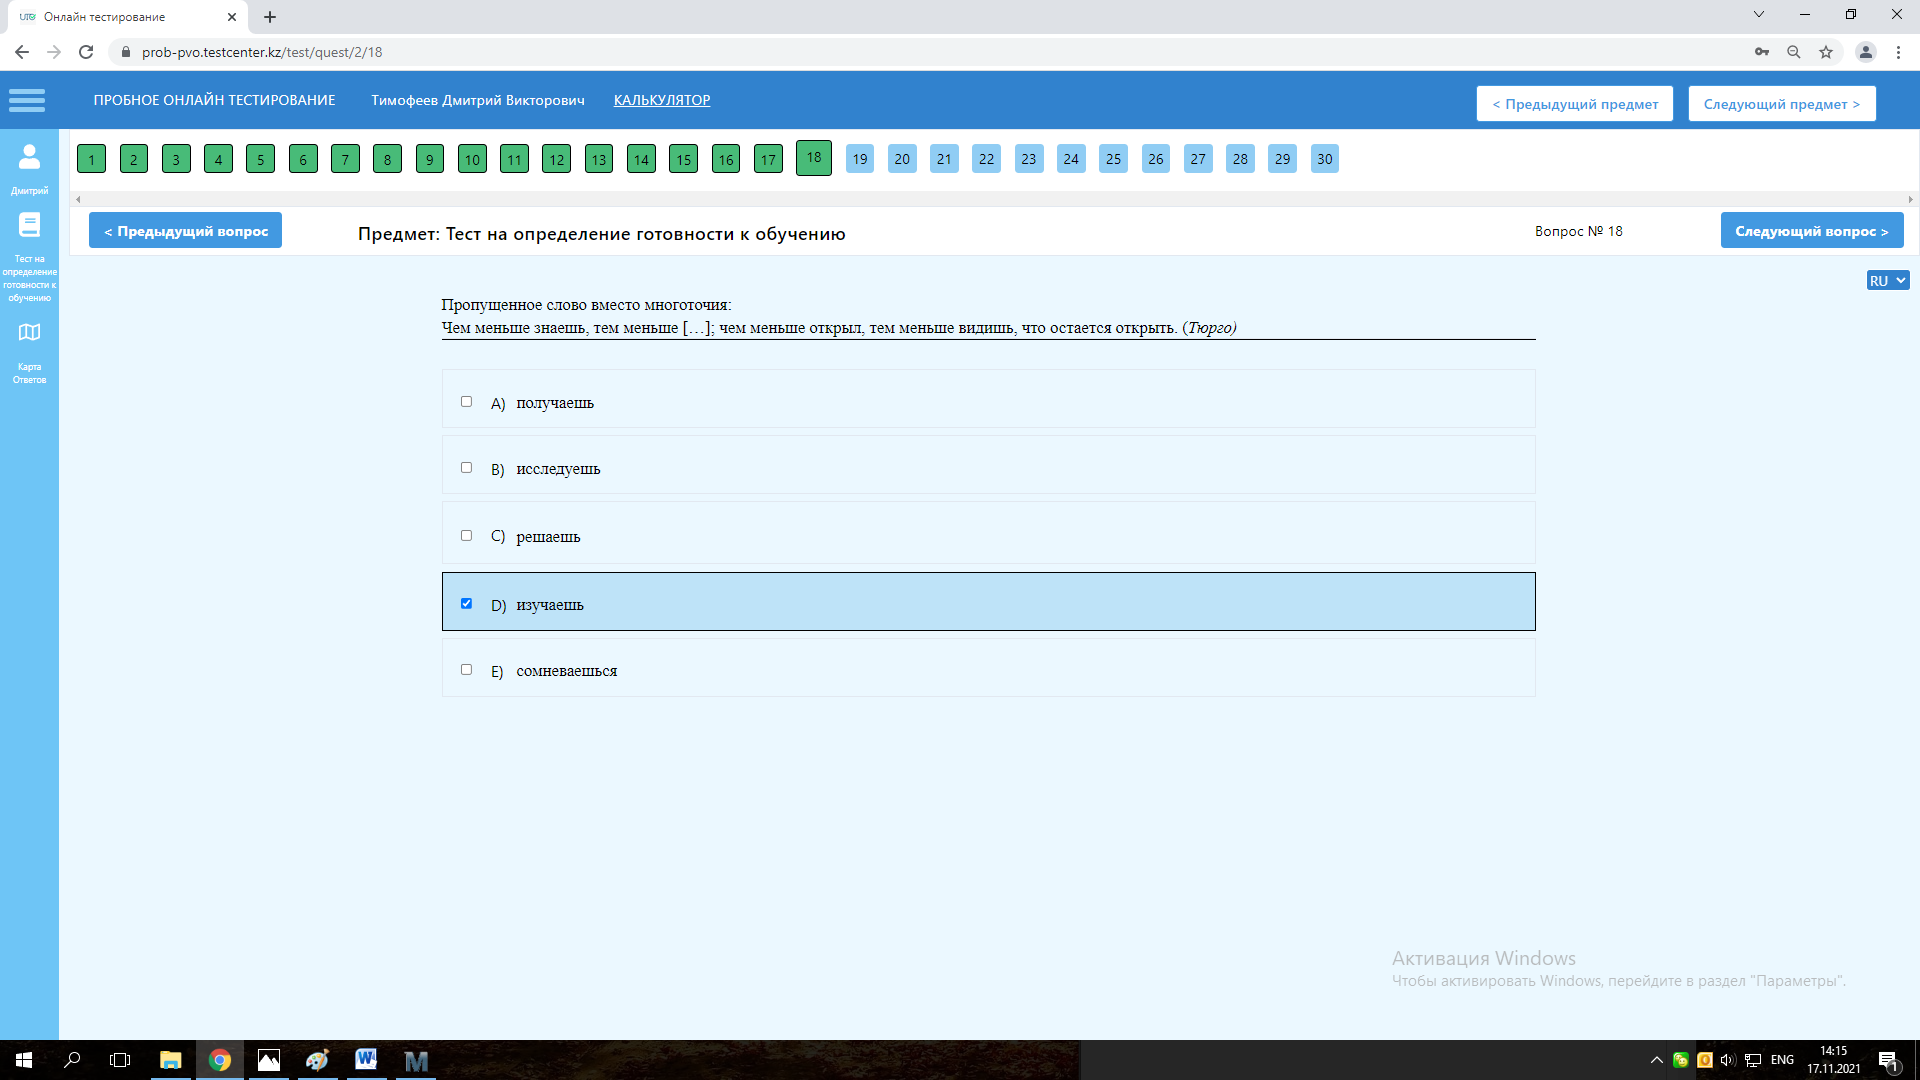 Онлайн тестирование
prob-pvo.testcenter.kz/test/quest/2/18
ПРОБНОЕ ОНЛАЙН ТЕСТИРОВАНИЕ
Тимофеев Дмитрий Викторович
КАЛЬКУЛЯТОР
< Предыдущий предмет
Следующий предмет >
1 2 3 4 5 6 7 8 9 10 11 12 13 14 15 16 17 18 19 20 21 22 23 24 25 26 27 28 29 30
Дмитрий
Тест на
определение
готовности к
обучению
Карта
Ответов
< Предыдущий вопрос
Предмет: Тест на определение готовности к обучению
Вопрос № 18
Следующий вопрос >
RU
Пропущенное слово вместо многоточия:
Чем меньше знаешь, тем меньше […]; чем меньше открыл, тем меньше видишь, что остается открыть. (Тюрго)
A) получаешь
B) исследуешь
C) решаешь
D) изучаешь
E) сомневаешься
Активация Windows
Чтобы активировать Windows, перейдите в раздел "Параметры".
ENG
14:15
17.11.2021
1